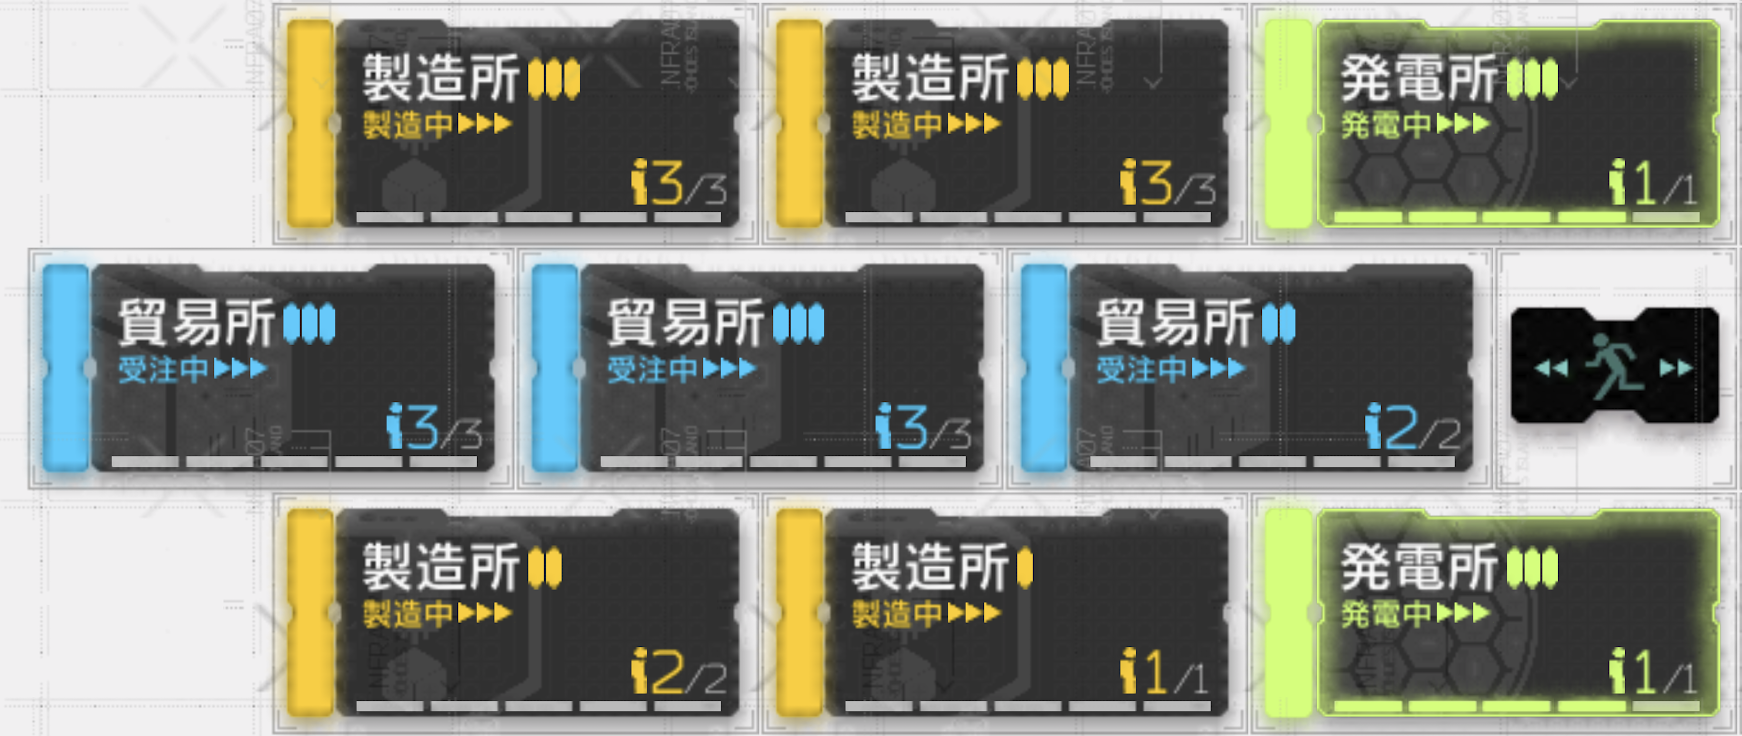 製造所
製造中
3/3
製造所
製造中
3/3
発電所
発電中
1/1
貿易所
受注中
3/3
貿易所
受注中
3/3
貿易所
受注中
2/2
製造所
製造中
2/2
製造所
製造中
1/1
発電所
発電中
1/1